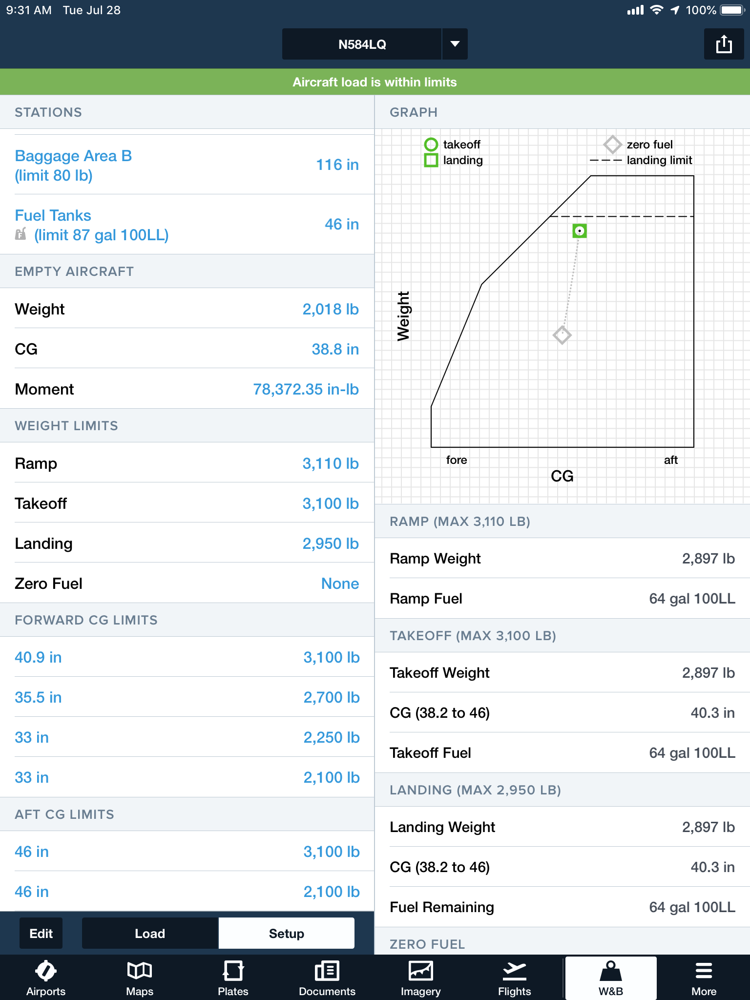 9:31 AM Tue Jul 28
100%
N584LQ
Aircraft load is within limits
STATIONS
Baggage Area B
(limit 80 lb)
116 in
Fuel Tanks
(limit 87 gal 100LL)
46 in
EMPTY AIRCRAFT
Weight 2,018 lb
CG 38.8 in
Moment 78,372.35 in-lb
WEIGHT LIMITS
Ramp 3,110 lb
Takeoff 3,100 lb
Landing 2,950 lb
Zero Fuel None
FORWARD CG LIMITS
40.9 in 3,100 lb
35.5 in 2,700 lb
33 in 2,250 lb
33 in 2,100 lb
AFT CG LIMITS
46 in 3,100 lb
46 in 2,100 lb
Edit Load Setup
GRAPH
takeoff zero fuel
landing landing limit
Weight
fore aft
CG
RAMP (MAX 3,110 LB)
Ramp Weight 2,897 lb
Ramp Fuel 64 gal 100LL
TAKEOFF (MAX 3,100 LB)
Takeoff Weight 2,897 lb
CG (38.2 to 46) 40.3 in
Takeoff Fuel 64 gal 100LL
LANDING (MAX 2,950 LB)
Landing Weight 2,897 lb
CG (38.2 to 46) 40.3 in
Fuel Remaining 64 gal 100LL
ZERO FUEL
Airports Maps Plates Documents Imagery Flights W&B More